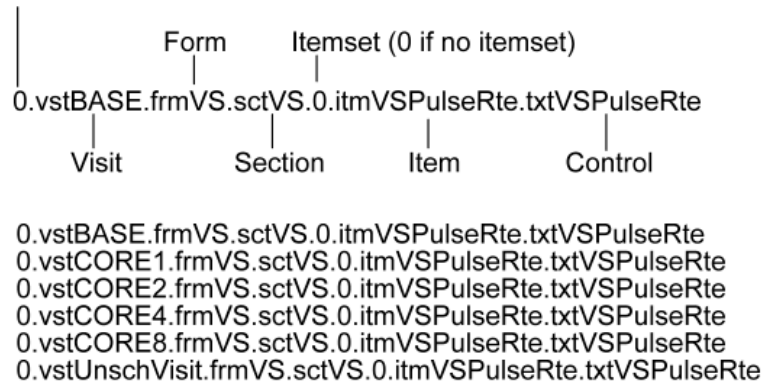 Form Itemset (0 if no itemset)
0.vstBASE.frmVS.sctVS.0.itmVSPulseRte.txtVSPulseRte
Visit Section Item Control
0.vstBASE.frmVS.sctVS.0.itmVSPulseRte.txtVSPulseRte
0.vstCORE1.frmVS.sctVS.0.itmVSPulseRte.txtVSPulseRte
0.vstCORE2.frmVS.sctVS.0.itmVSPulseRte.txtVSPulseRte
0.vstCORE4.frmVS.sctVS.0.itmVSPulseRte.txtVSPulseRte
0.vstCORE8.frmVS.sctVS.0.itmVSPulseRte.txtVSPulseRte
0.vstUnschVisit.frmVS.sctVS.0.itmVSPulseRte.txtVSPulseRte